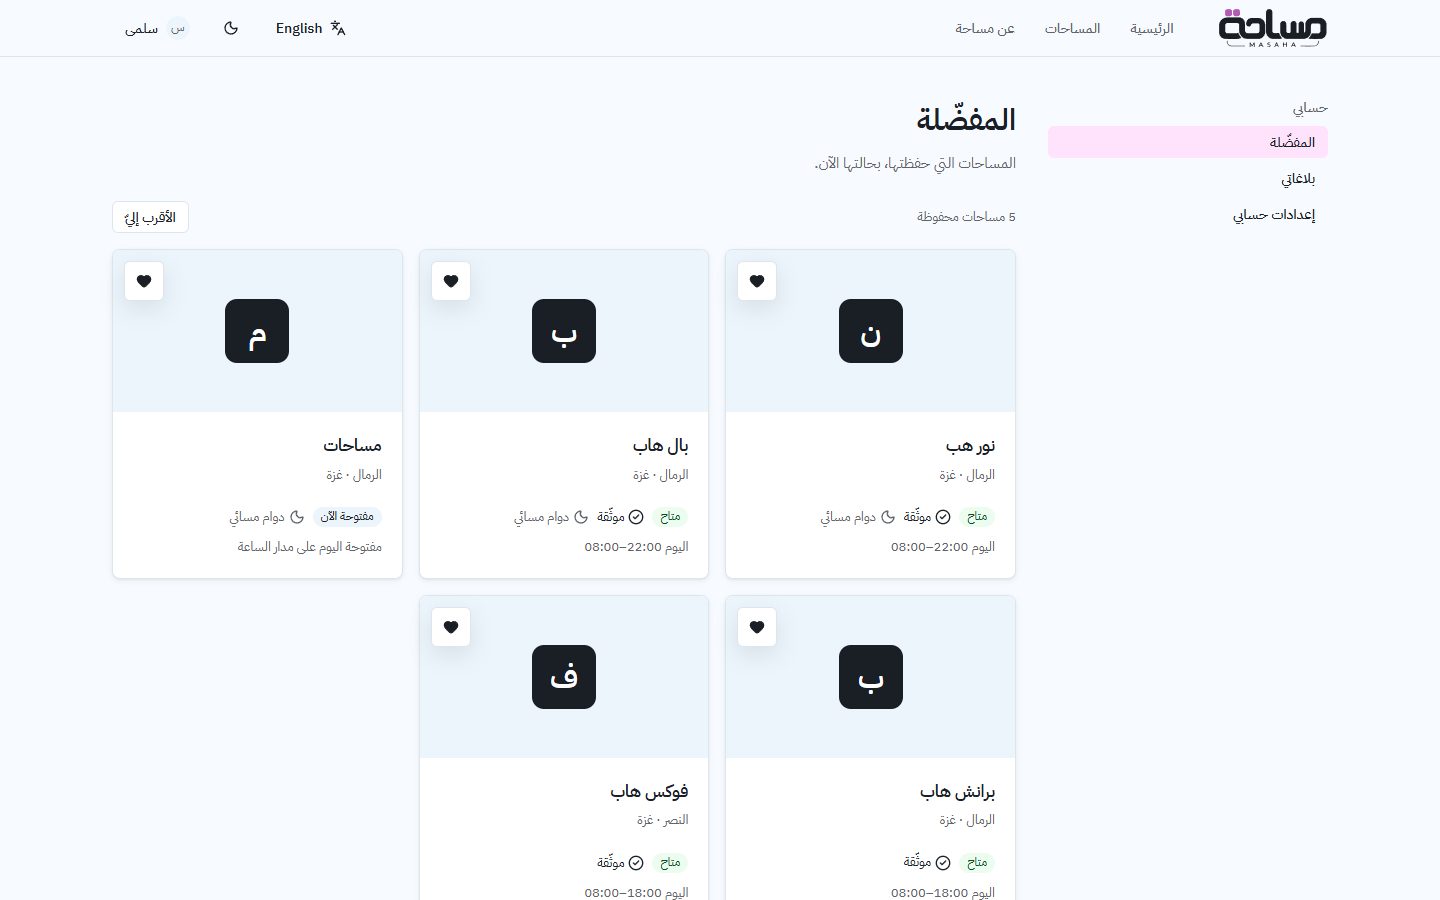 مساحة
MASAHA
الرئيسية
المساحات
عن مساحة
English
س
سلمى
حسابي
المفضّلة
بلاغاتي
إعدادات حسابي
المفضّلة
المساحات التي حفظتها، بحالتها الآن.
5 مساحات محفوظة
الأقرب إليّ
ن
نور هب
الرمال · غزة
متاح موثّقة دوام مسائي
اليوم 08:00–22:00
ب
بال هاب
الرمال · غزة
متاح موثّقة دوام مسائي
اليوم 08:00–22:00
م
مساحات
الرمال · غزة
مفتوحة الآن دوام مسائي
مفتوحة اليوم على مدار الساعة
ب
برانش هاب
الرمال · غزة
متاح موثّقة
اليوم 08:00–18:00
ف
فوكس هاب
النصر · غزة
متاح موثّقة
اليوم 08:00–18:00